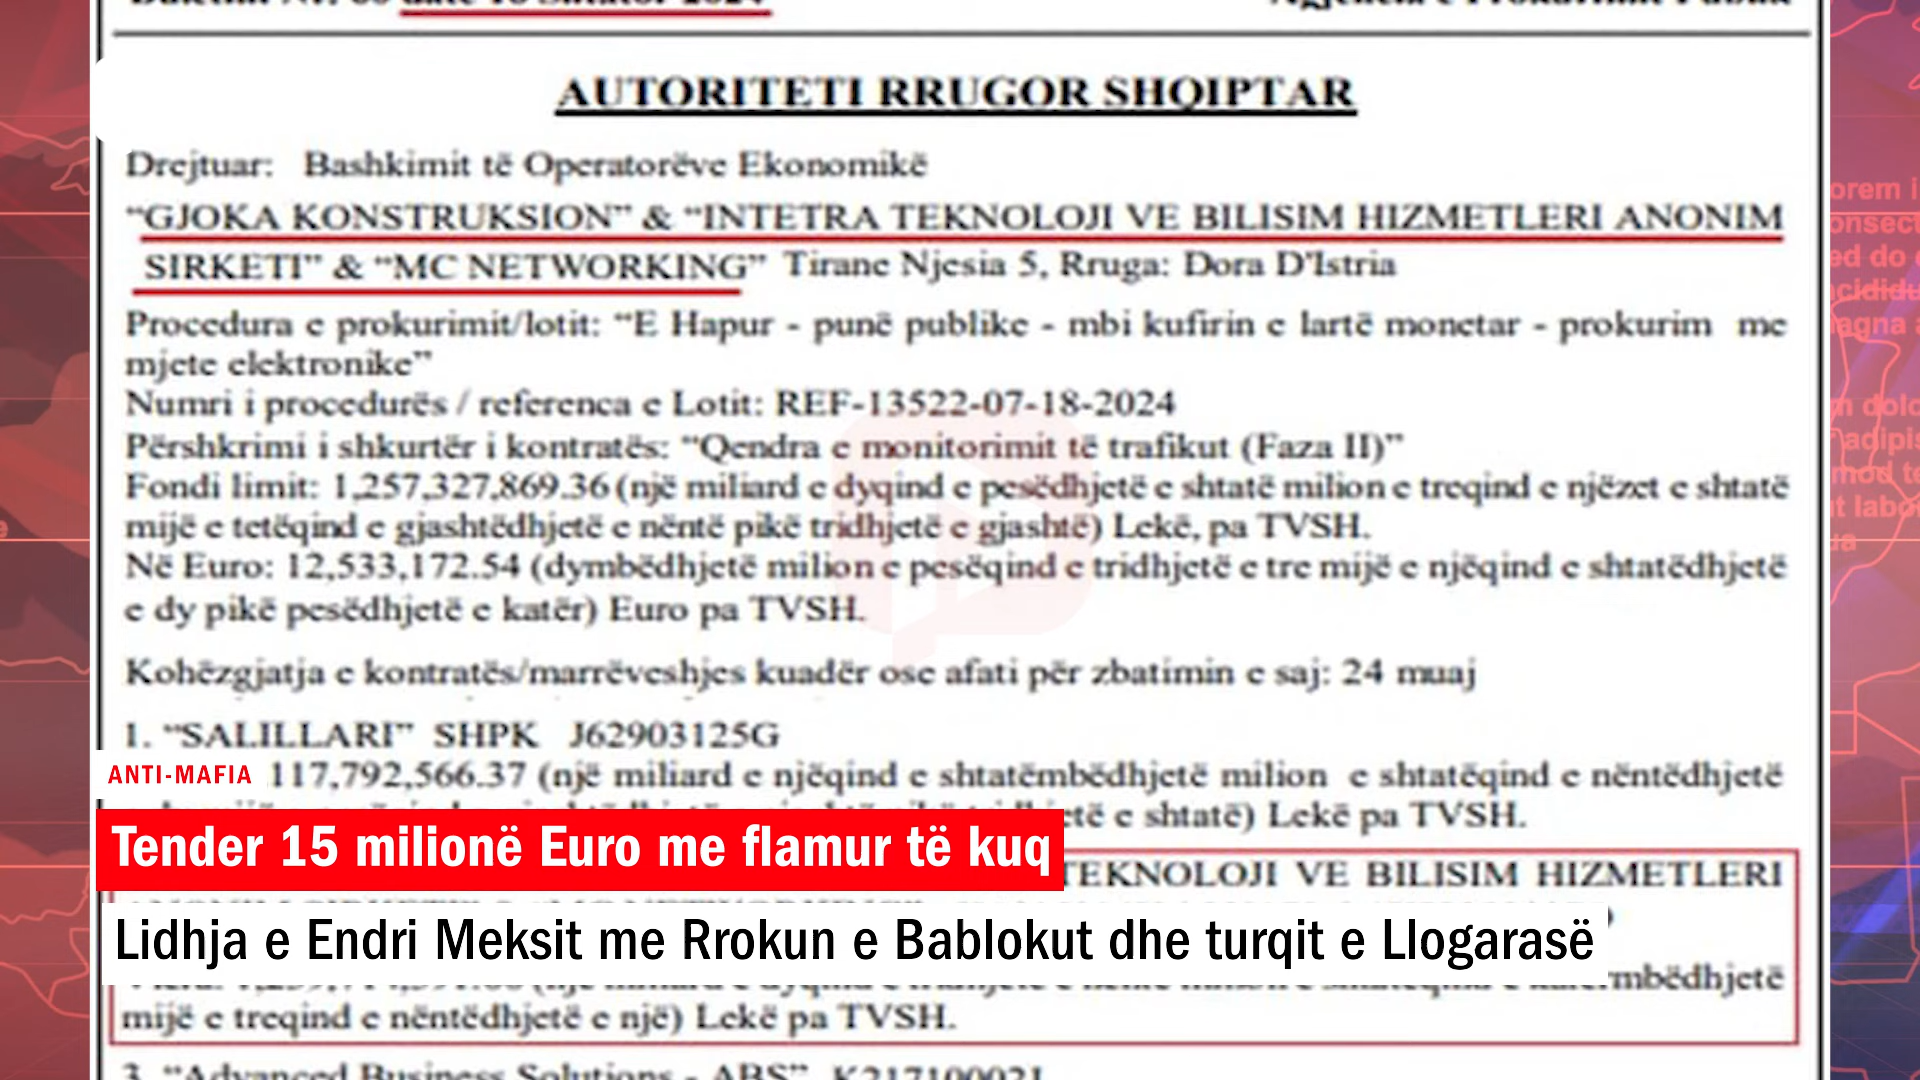 AUTORITETI RRUGOR SHQIPTAR
Drejtuar: Bashkimit të Operatorëve Ekonomikë
“GJOKA KONSTRUKSION” & “INTETRA TEKNOLOJI VE BILISIM HIZMETLERI ANONIM
SIRKETI” & “MC NETWORKING” Tirane Njesia 5, Rruga: Dora D'Istria
Procedura e prokurimit/lotit: “E Hapur - punë publike - mbi kufirin e lartë monetar - prokurim me
mjete elektronike”
Numri i procedurës / referenca e Lotit: REF-13522-07-18-2024
Përshkrimi i shkurtër i kontratës: “Qendra e monitorimit të trafikut (Faza II)”
Fondi limit: 1,257,327,869.36 (një miliard e dyqind e pesëdhjetë e shtatë milion e treqind e njëzet e shtatë
mijë e tetëqind e gjashtëdhjetë e nëntë pikë tridhjetë e gjashtë) Lekë, pa TVSH.
Në Euro: 12,533,172.54 (dymbëdhjetë milion e pesëqind e tridhjetë e tre mijë e njëqind e shtatëdhjetë
e dy pikë pesëdhjetë e katër) Euro pa TVSH.
Kohëzgjatja e kontratës/marrëveshjes kuadër ose afati për zbatimin e saj: 24 muaj
1. “SALILLARI” SHPK J62903125G
ANTI-MAFIA 117,792,566.37 (një miliard e njëqind e shtatëmbëdhjetë milion e shtatëqind e nëntëdhjetë
e shtatë) Lekë pa TVSH.
Tender 15 milionë Euro me flamur të kuq
TEKNOLOJI VE BILISIM HIZMETLERI
Lidhja e Endri Meksit me Rrokun e Bablokut dhe turqit e Llogarasë
mijë e treqind e nëntëdhjetë e një) Lekë pa TVSH.
3. “Advanced Business Solutions - ABS”